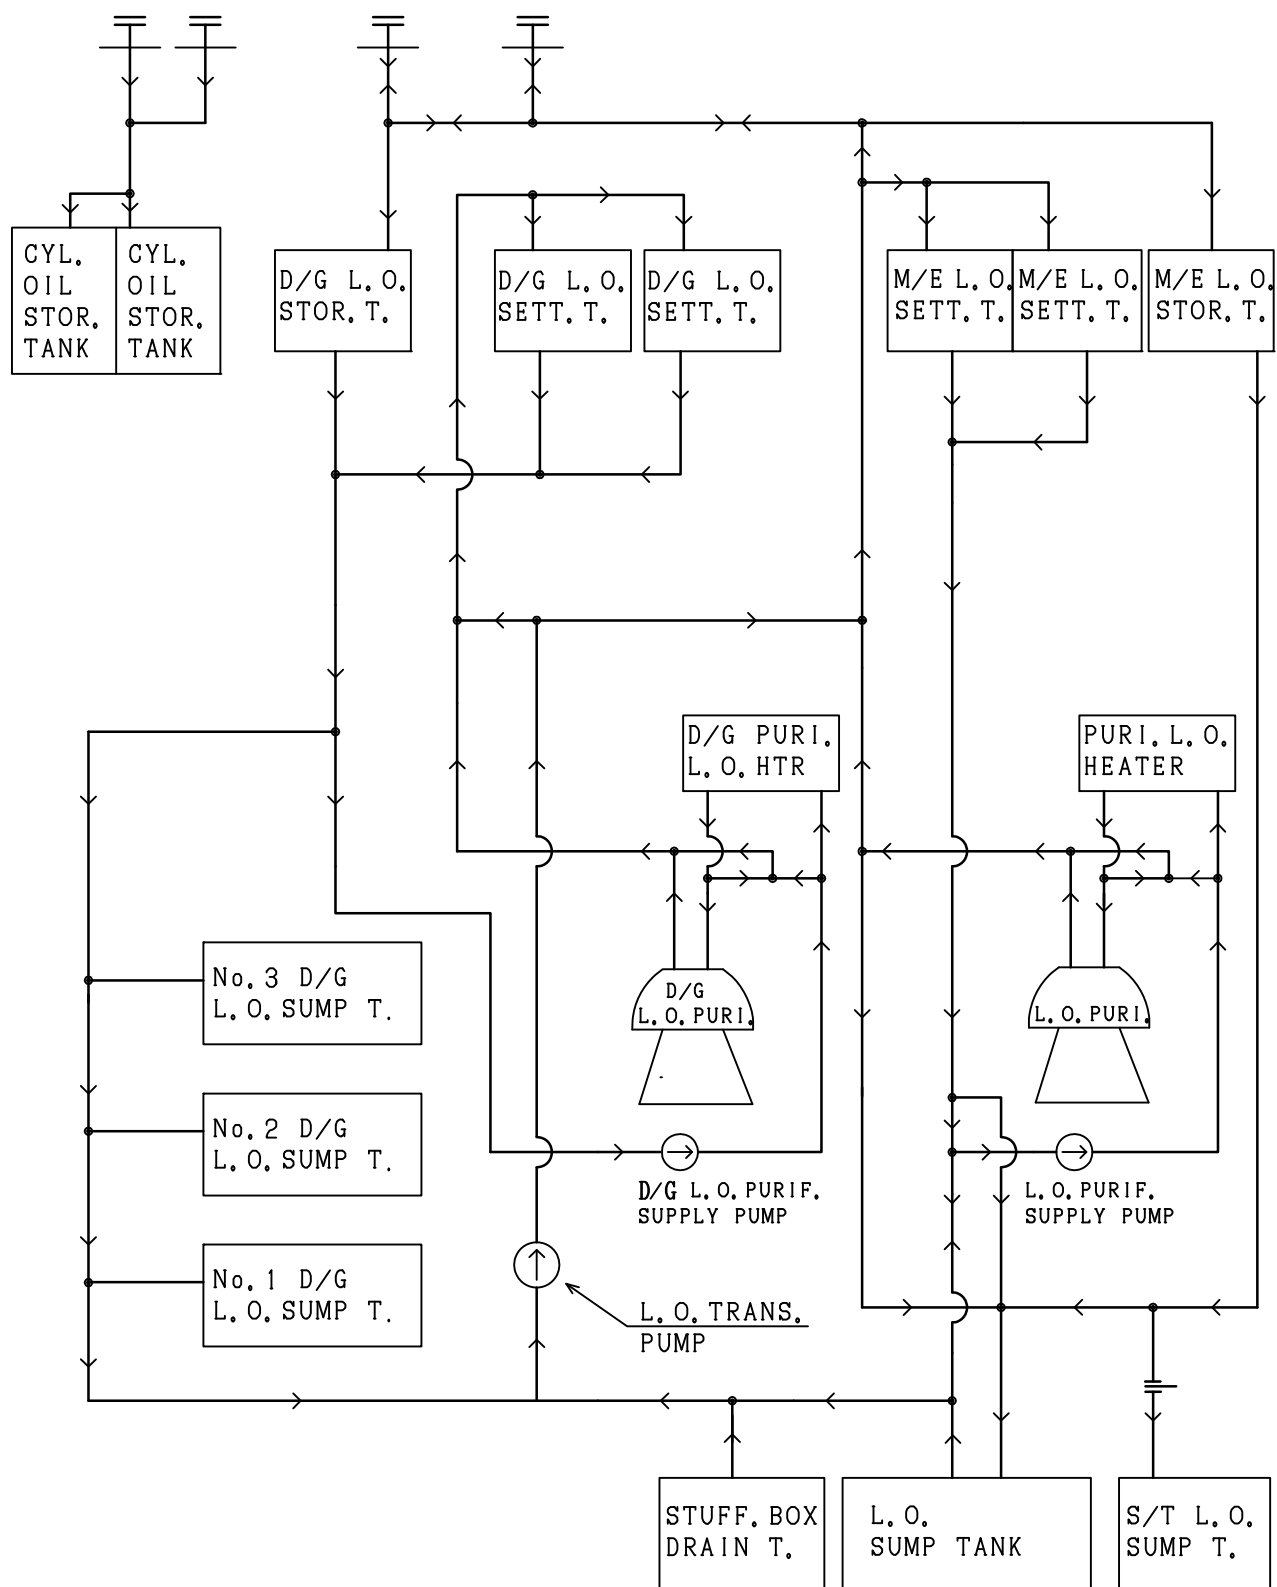 CYL.
OIL
STOR.
TANK
CYL.
OIL
STOR.
TANK
D/G L.O.
STOR.T.
D/G L.O.
SETT.T.
D/G L.O.
SETT.T.
M/E L.O.
SETT.T.
M/E L.O.
SETT.T.
M/E L.O.
STOR.T.
D/G PURI.
L.O.HTR
PURI.L.O.
HEATER
No.3 D/G
L.O.SUMP T.
D/G
L.O.PURI.
L.O.PURI.
No.2 D/G
L.O.SUMP T.
D/G L.O.PURIF.
SUPPLY PUMP
L.O.PURIF.
SUPPLY PUMP
No.1 D/G
L.O.SUMP T.
L.O.TRANS.
PUMP
STUFF.BOX
DRAIN T.
L.O.
SUMP TANK
S/T L.O.
SUMP T.